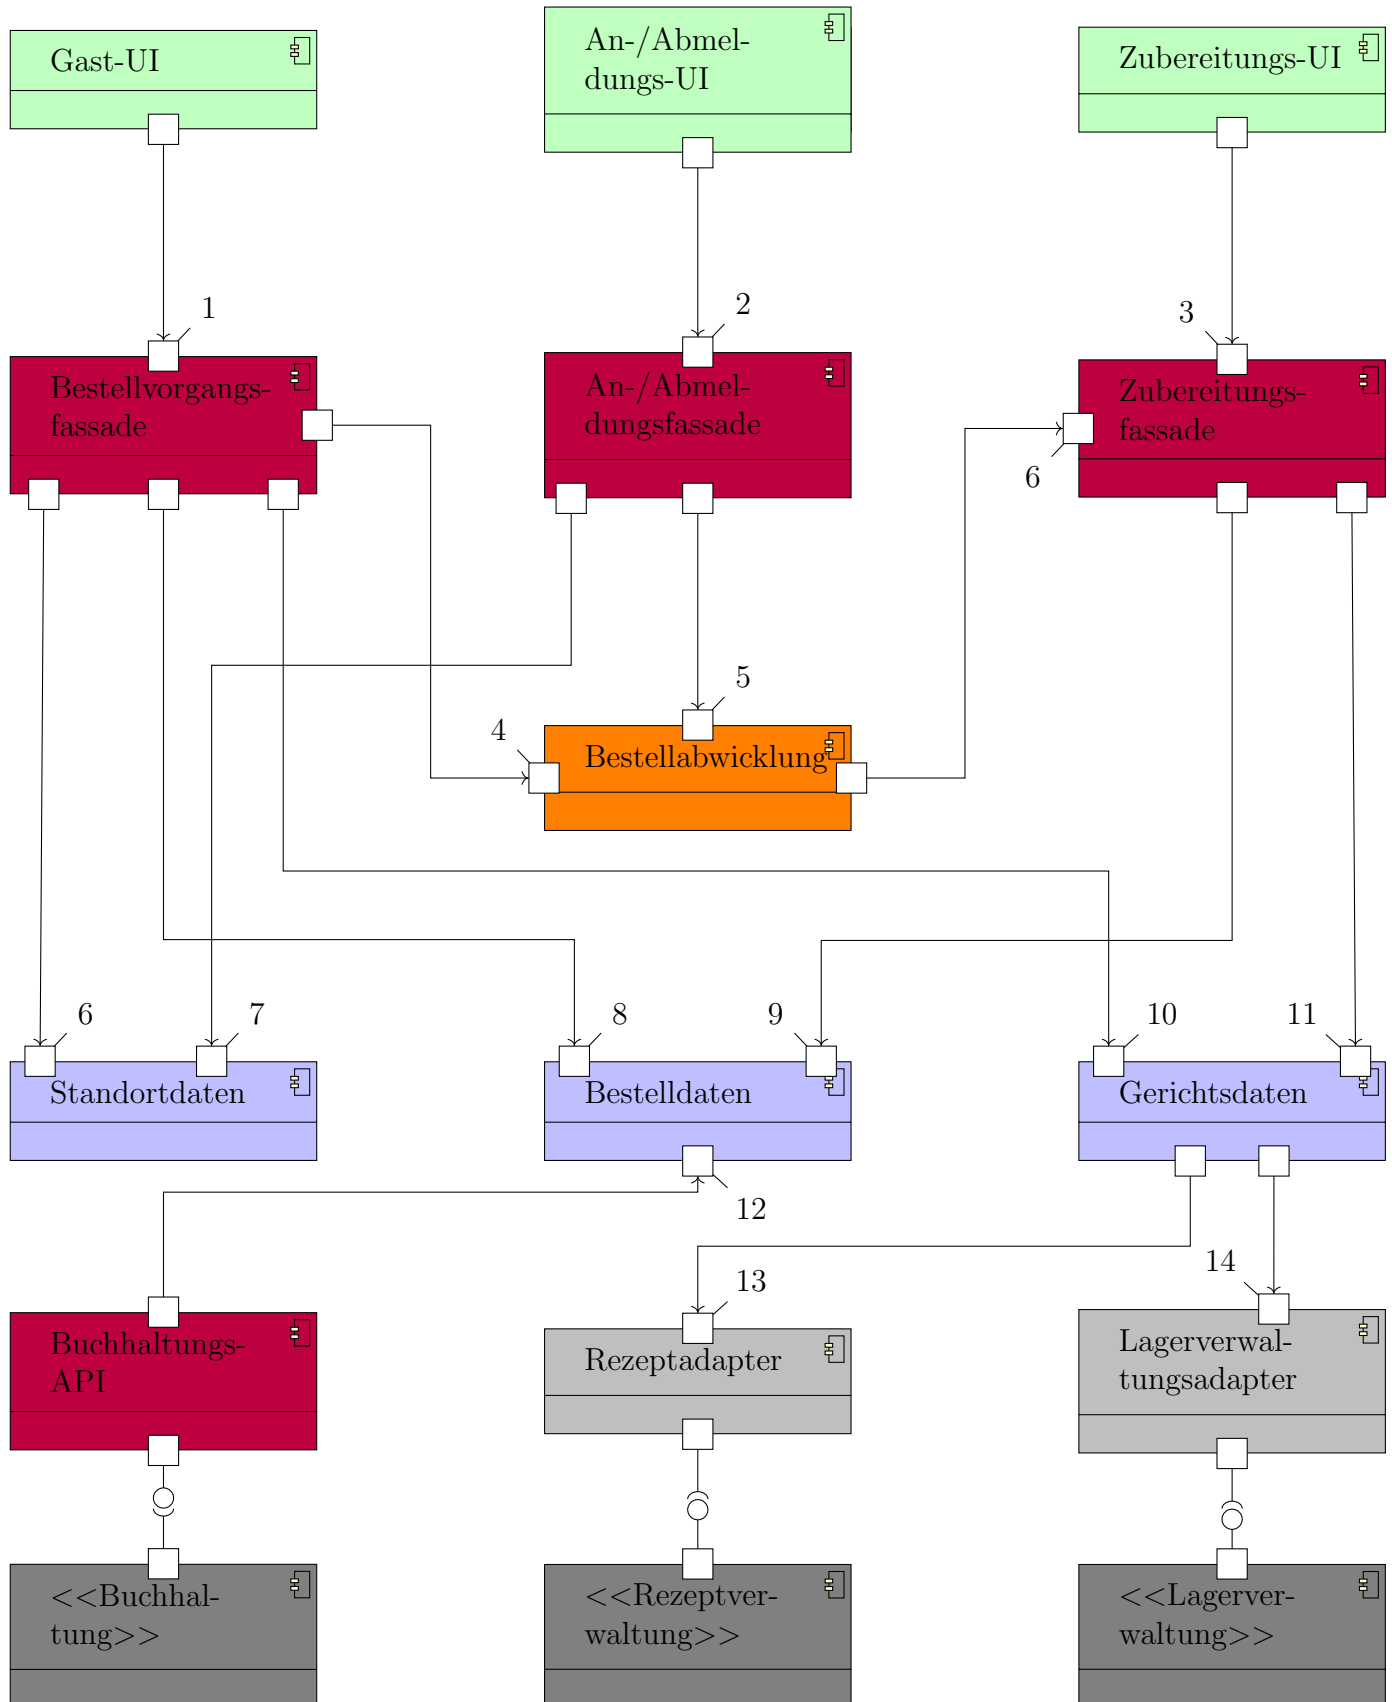 Gast-UI
An-/Abmel-
dungs-UI
Zubereitungs-UI
1
2
3
Bestellvorgangs-
fassade
An-/Abmel-
dungsfassade
Zubereitungs-
fassade
6
5
4
Bestellabwicklung
6
7
8
9
10
11
Standortdaten
Bestelldaten
Gerichtsdaten
12
13
14
Buchhaltungs-
API
Rezeptadapter
Lagerverwal-
tungsadapter
<<Buchhal-
tung>>
<<Rezeptver-
waltung>>
<<Lagerver-
waltung>>